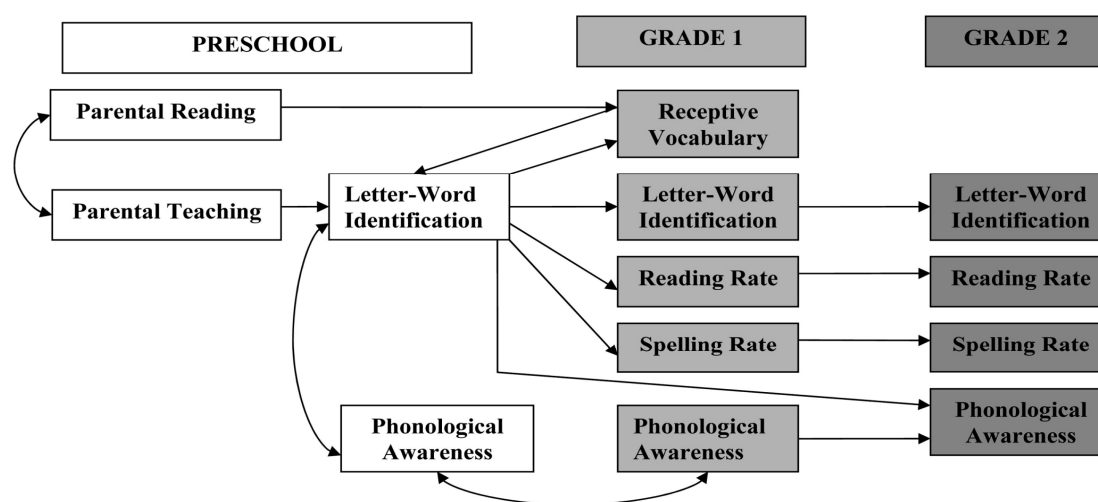 PRESCHOOL
GRADE 1
GRADE 2
Parental Reading
Receptive
Vocabulary
Parental Teaching
Letter-Word
Identification
Letter-Word
Identification
Letter-Word
Identification
Reading Rate
Reading Rate
Spelling Rate
Spelling Rate
Phonological
Awareness
Phonological
Awareness
Phonological
Awareness